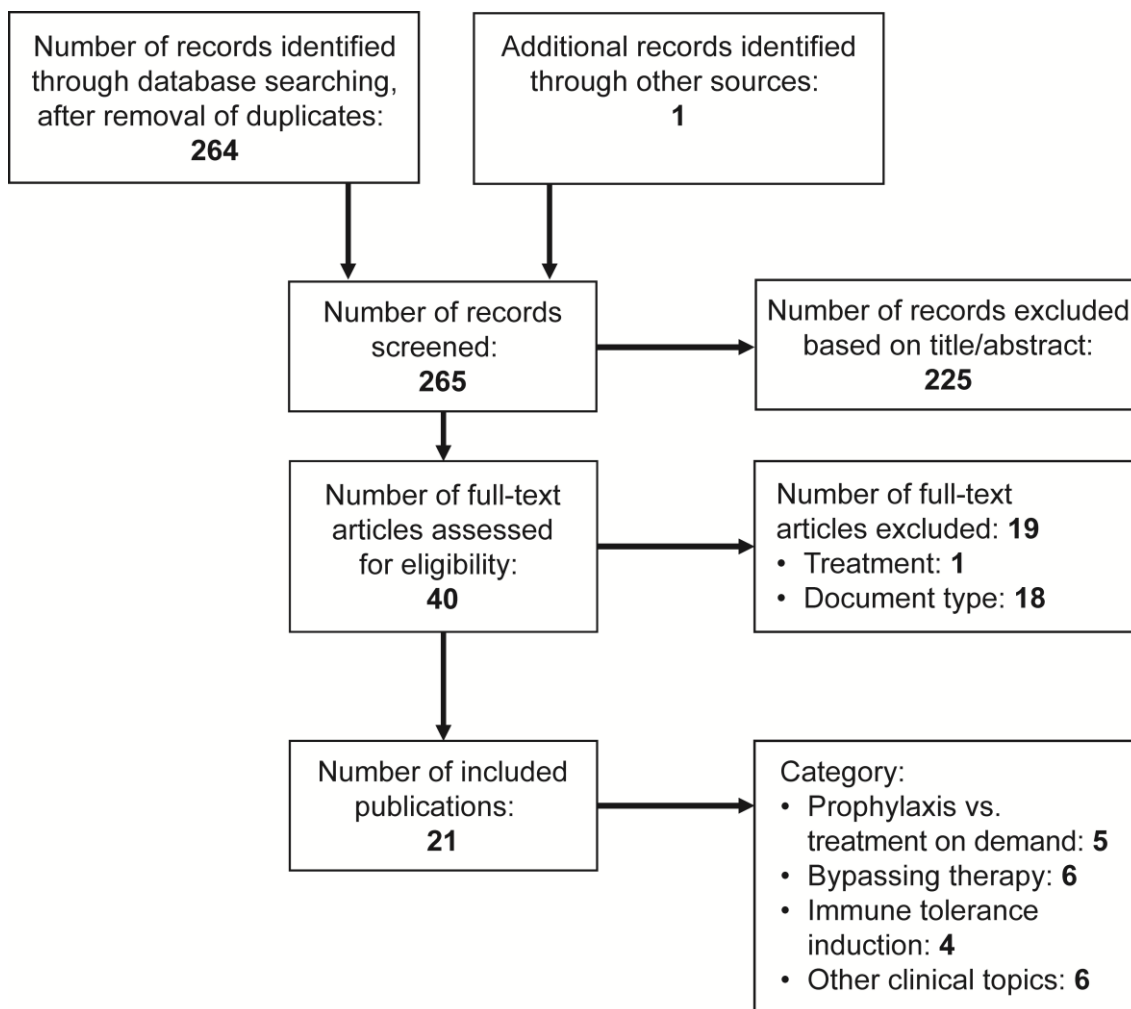 Number of records identified
through database searching,
after removal of duplicates:
264
Additional records identified
through other sources:
1
Number of records
screened:
265
Number of records excluded
based on title/abstract:
225
Number of full-text
articles assessed
for eligibility:
40
Number of full-text
articles excluded: 19
• Treatment: 1
• Document type: 18
Number of included
publications:
21
Category:
• Prophylaxis vs.
treatment on demand: 5
• Bypassing therapy: 6
• Immune tolerance
induction: 4
• Other clinical topics: 6